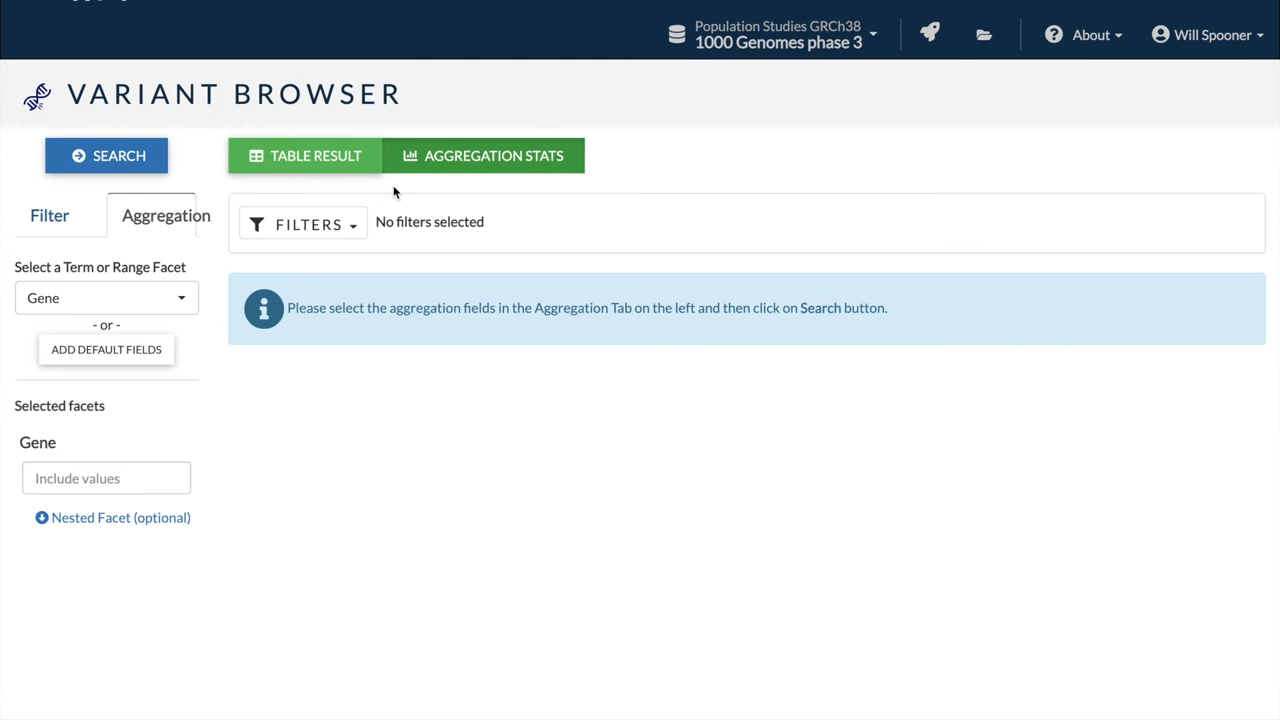 Population Studies GRCh38
1000 Genomes phase 3
About
Will Spooner
VARIANT BROWSER
SEARCH
TABLE RESULT
AGGREGATION STATS
Filter
Aggregation
FILTERS
No filters selected
Select a Term or Range Facet
Gene
- or -
ADD DEFAULT FIELDS
Please select the aggregation fields in the Aggregation Tab on the left and then click on Search button.
Selected facets
Gene
Include values
Nested Facet (optional)